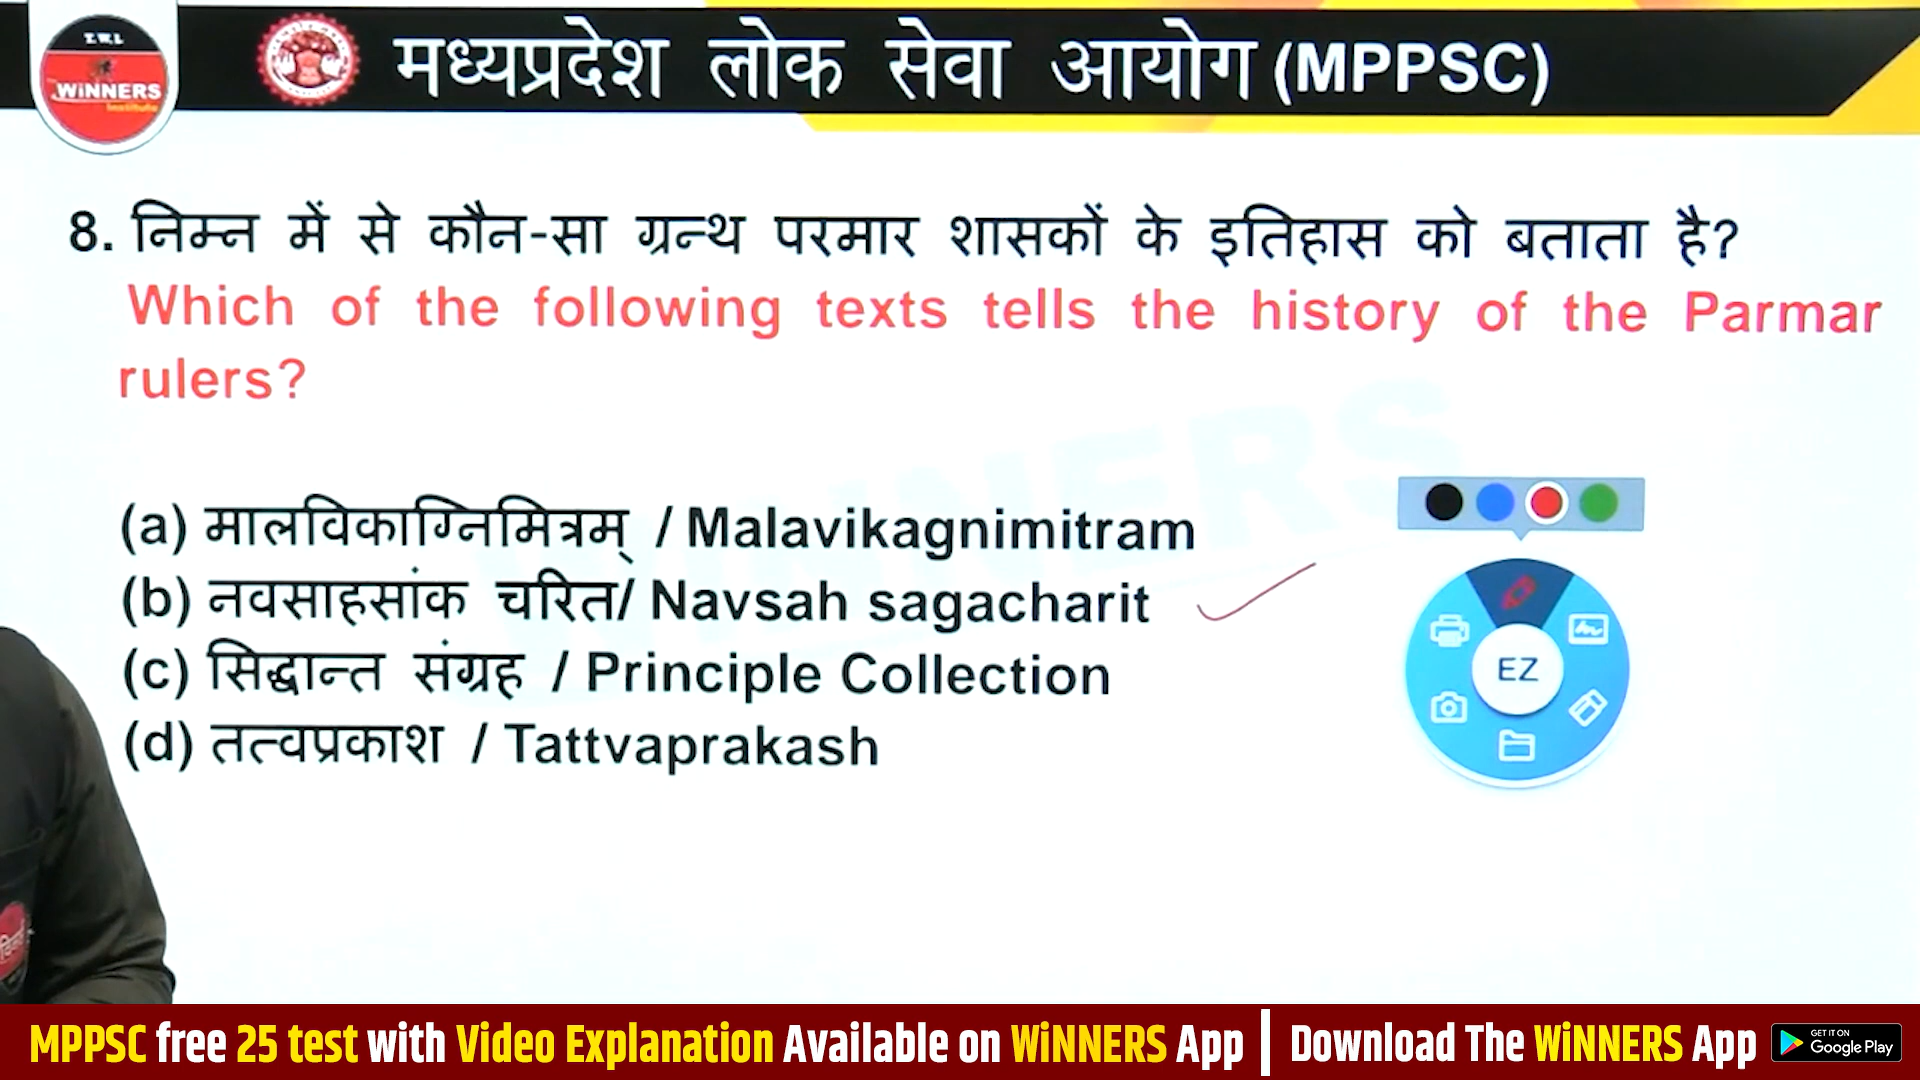 T.W.I.
The
WiNNERS
Institute
मध्यप्रदेश लोक सेवा आयोग (MPPSC)
8. निम्न में से कौन-सा ग्रन्थ परमार शासकों के इतिहास को बताता है?
Which of the following texts tells the history of the Parmar
rulers?
WINNERS
(a) मालविकाग्निमित्रम् / Malavikagnimitram
(b) नवसाहसांक चरित/ Navsah sagacharit
(c) सिद्धान्त संग्रह / Principle Collection
(d) तत्वप्रकाश / Tattvaprakash
EZ
MPPSC free 25 test with Video Explanation Available on WiNNERS App | Download The WiNNERS App
GET IT ON
Google Play